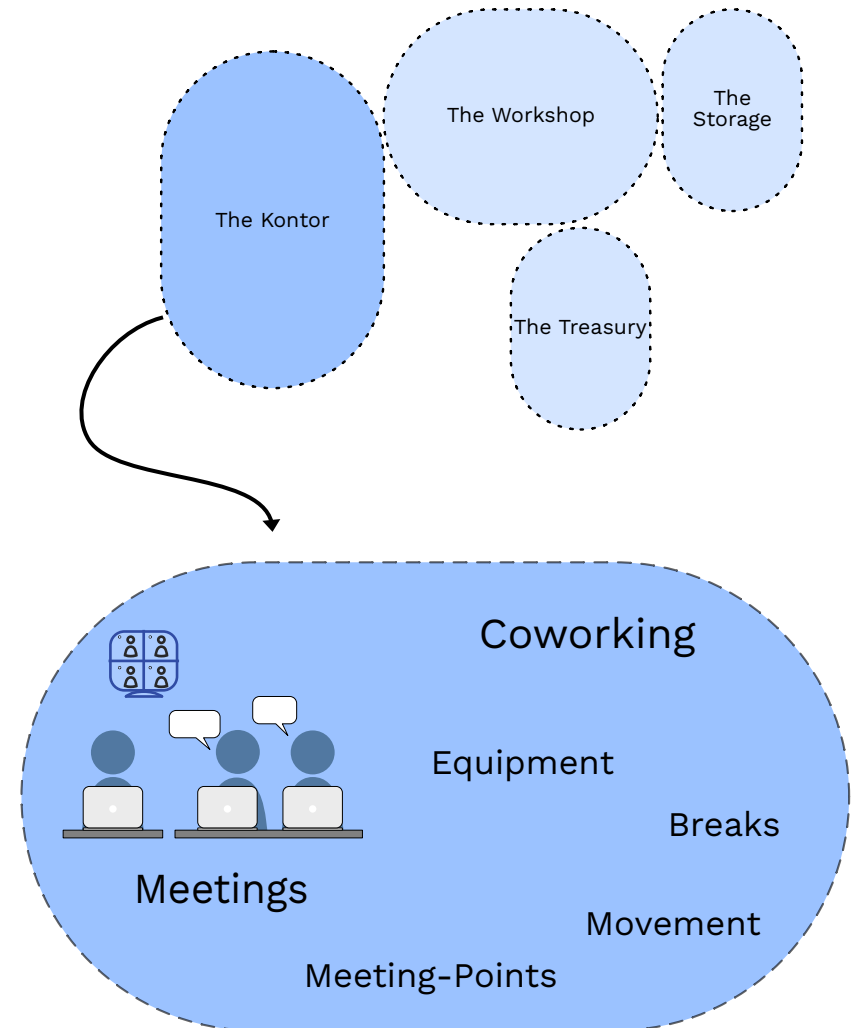 The Workshop
The
Storage
The Kontor
The Treasury
Coworking
Equipment
Breaks
Meetings
Movement
Meeting-Points